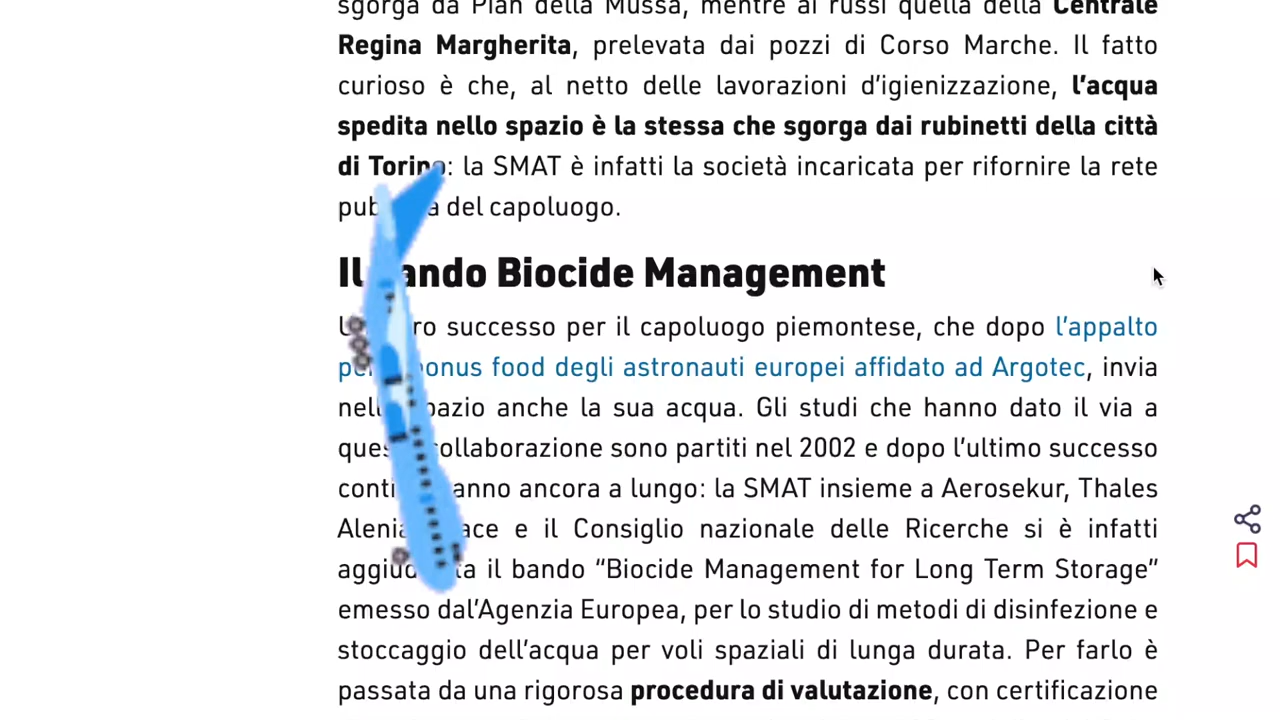 sgorga da Pian della Mussa, mentre ai russi quella della Centrale
Regina Margherita, prelevata dai pozzi di Corso Marche. Il fatto
curioso è che, al netto delle lavorazioni d’igienizzazione, l’acqua
spedita nello spazio è la stessa che sgorga dai rubinetti della città
di Torino: la SMAT è infatti la società incaricata per rifornire la rete
del capoluogo.
Il Bando Biocide Management
successo per il capoluogo piemontese, che dopo l’appalto
bonus food degli astronauti europei affidato ad Argotec, invia
nello spazio anche la sua acqua. Gli studi che hanno dato il via a
collaborazione sono partiti nel 2002 e dopo l’ultimo successo
continueranno ancora a lungo: la SMAT insieme a Aerosekur, Thales
Alenia Space e il Consiglio nazionale delle Ricerche si è infatti
aggiudicata il bando “Biocide Management for Long Term Storage”
emesso dal’Agenzia Europea, per lo studio di metodi di disinfezione e
stoccaggio dell’acqua per voli spaziali di lunga durata. Per farlo è
passata da una rigorosa procedura di valutazione, con certificazione